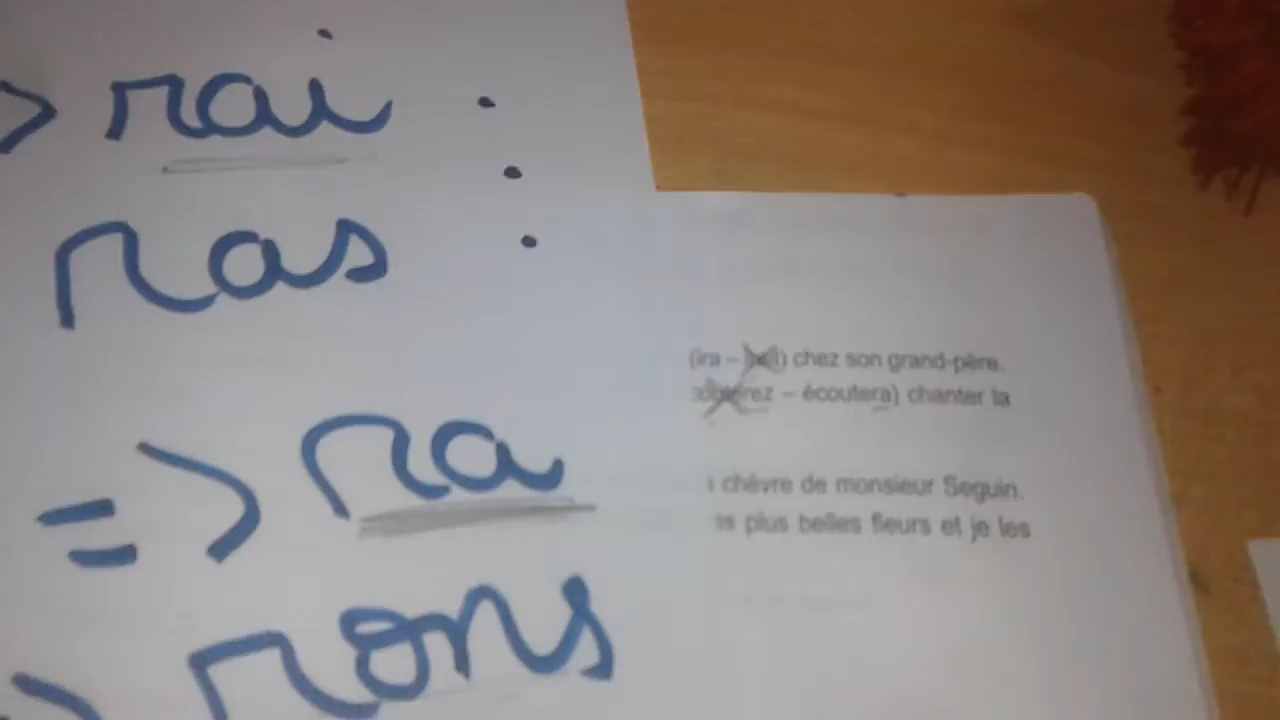 > rai
ras
=> ra
> rons
(ira – ) chez son grand-père.
– écoutera) chanter la
chèvre de monsieur Seguin.
plus belles fleurs et je les